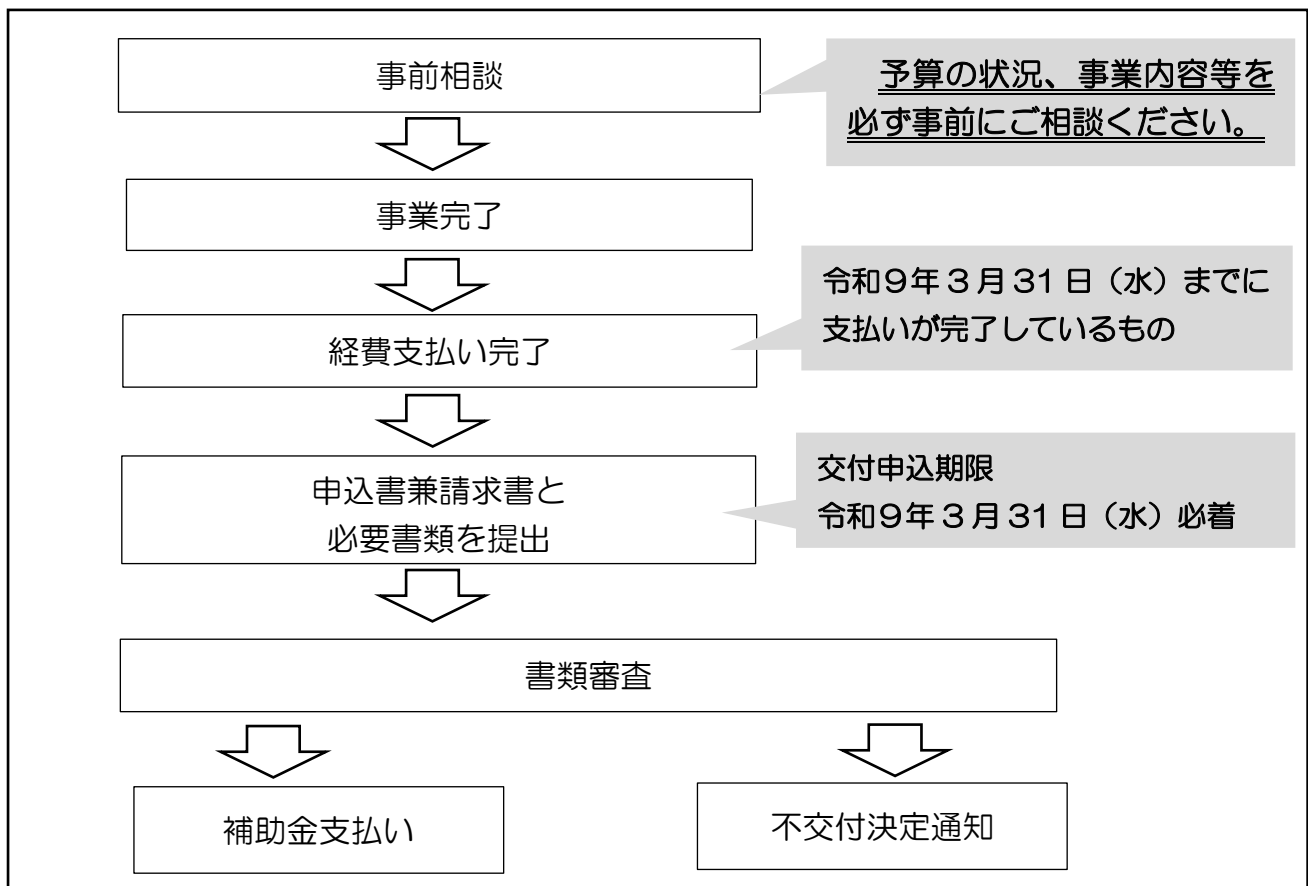 事前相談
予算の状況、事業内容等を
必ず事前にご相談ください。
事業完了
令和9年3月31日（水）までに
支払いが完了しているもの
経費支払い完了
交付申込期限
令和9年3月31日（水）必着
申込書兼請求書と
必要書類を提出
書類審査
補助金支払い
不交付決定通知